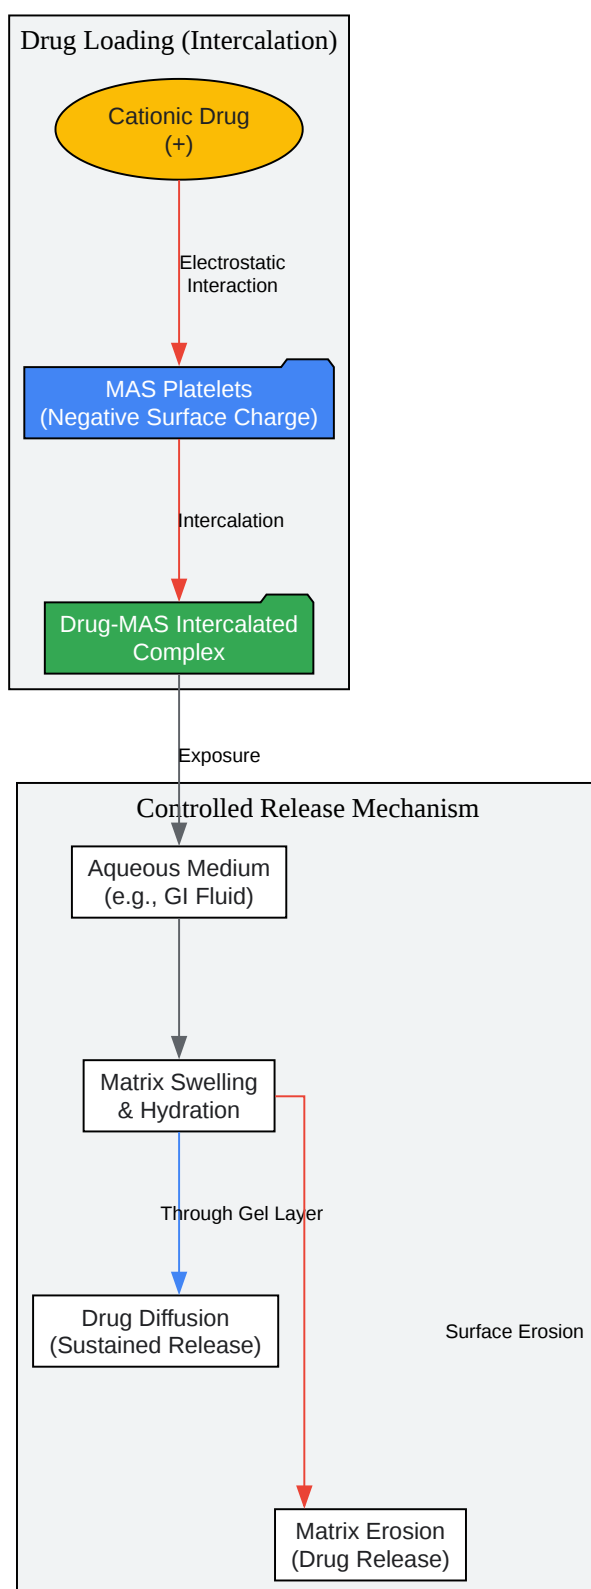 Drug Loading (Intercalation)
Cationic Drug
(+)
Electrostatic
Interaction
MAS Platelets
(Negative Surface Charge)
Intercalation
Drug-MAS Intercalated
Complex
Exposure
Controlled Release Mechanism
Aqueous Medium
(e.g., GI Fluid)
Matrix Swelling
& Hydration
Through Gel Layer
Drug Diffusion
(Sustained Release)
Surface Erosion
Matrix Erosion
(Drug Release)